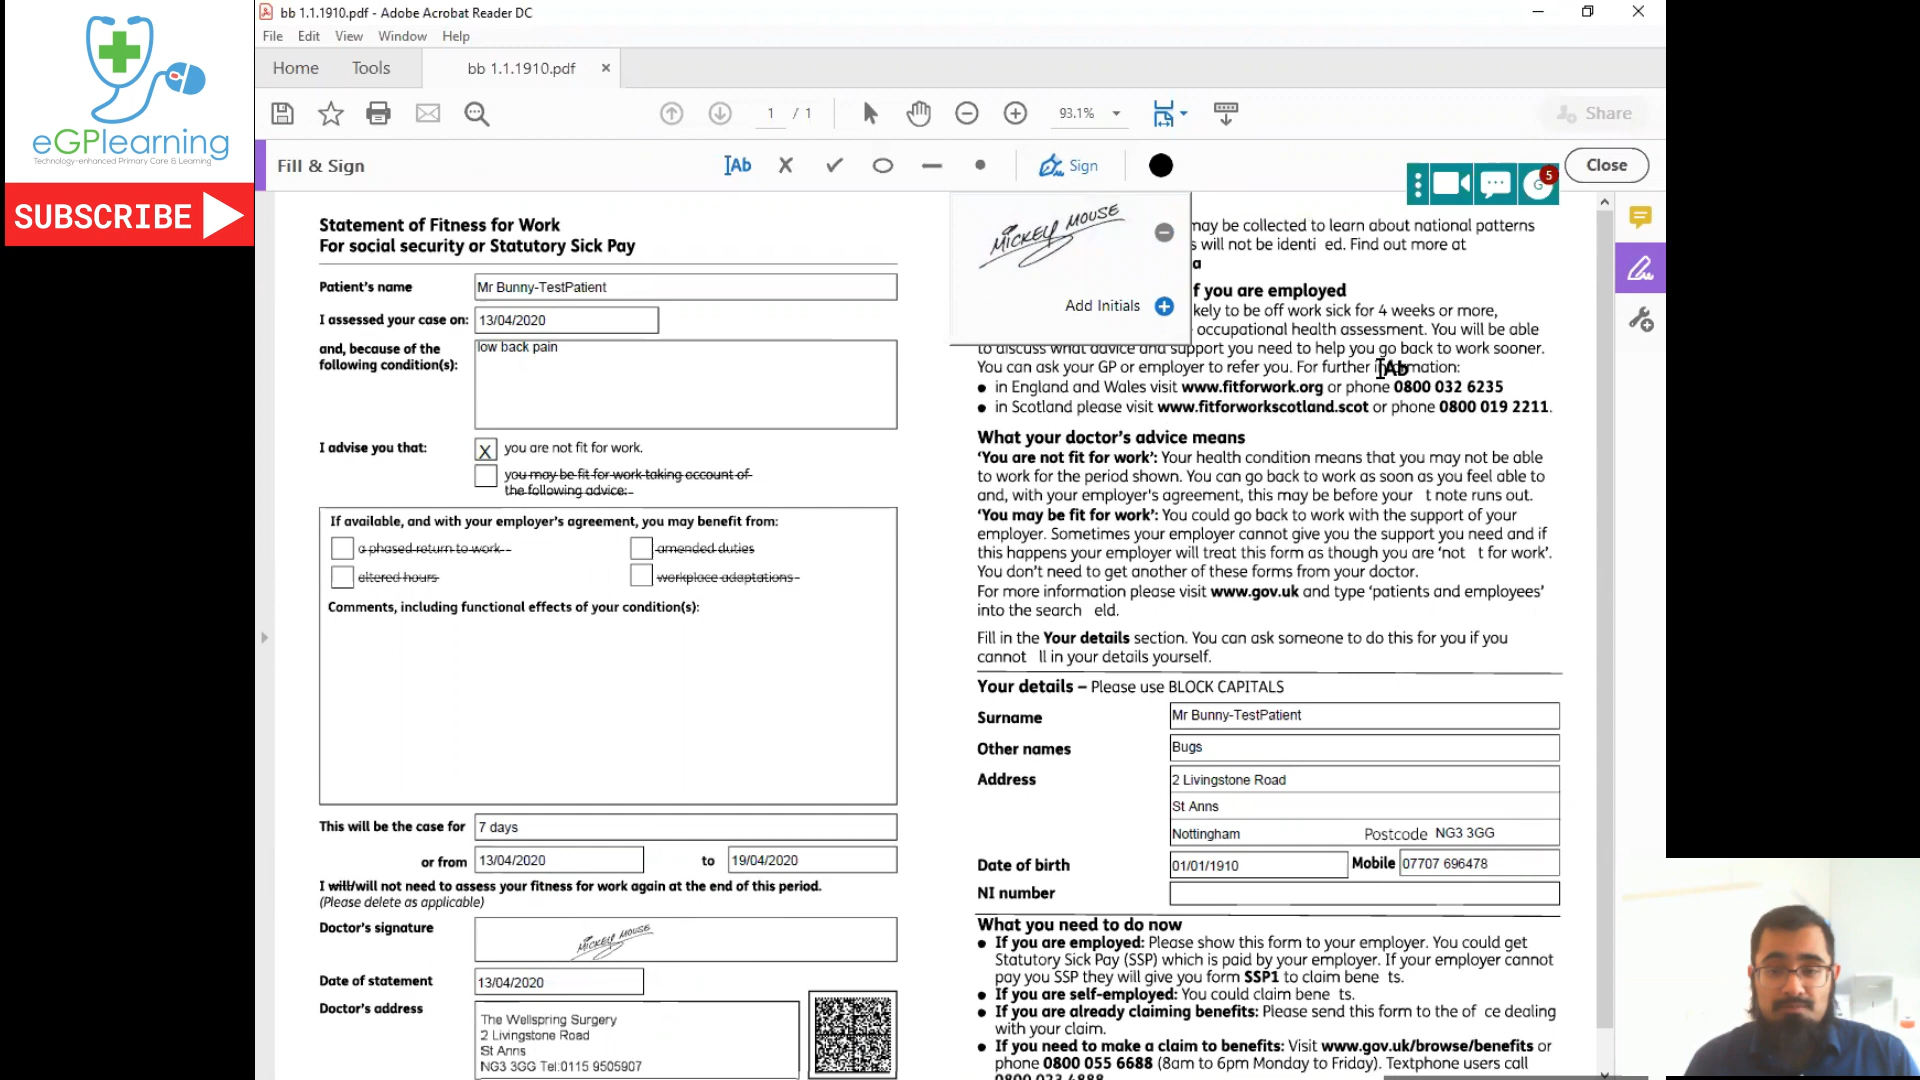 eGPlearning
Technology-enhanced Primary Care & Learning
SUBSCRIBE
bb 1.1.1910.pdf - Adobe Acrobat Reader DC
File Edit View Window Help
Home Tools bb 1.1.1910.pdf ×
1 / 1 93.1% Share
Fill & Sign IAb Sign 5 Close
MICKEY MOUSE
Add Initials
Statement of Fitness for Work
For social security or Statutory Sick Pay
Patient's name Mr Bunny-TestPatient
I assessed your case on: 13/04/2020
and, because of the
following condition(s):
low back pain
I advise you that: X you are not fit for work.
you may be fit for work taking account of
the following advice:
If available, and with your employer's agreement, you may benefit from:
a phased return to work amended duties
altered hours workplace adaptations
Comments, including functional effects of your condition(s):
This will be the case for 7 days
or from 13/04/2020 to 19/04/2020
I will/will not need to assess your fitness for work again at the end of this period.
(Please delete as applicable)
Doctor's signature MICKEY MOUSE
Date of statement 13/04/2020
Doctor's address
The Wellspring Surgery
2 Livingstone Road
St Anns
NG3 3GG Tel:0115 9505907
may be collected to learn about national patterns
s will not be identi ed. Find out more at
a
f you are employed
kely to be off work sick for 4 weeks or more,
occupational health assessment. You will be able
to discuss what advice and support you need to help you go back to work sooner.
You can ask your GP or employer to refer you. For further information:
• in England and Wales visit www.fitforwork.org or phone 0800 032 6235
• in Scotland please visit www.fitforworkscotland.scot or phone 0800 019 2211.
What your doctor's advice means
'You are not fit for work': Your health condition means that you may not be able
to work for the period shown. You can go back to work as soon as you feel able to
and, with your employer's agreement, this may be before your t note runs out.
'You may be fit for work': You could go back to work with the support of your
employer. Sometimes your employer cannot give you the support you need and if
this happens your employer will treat this form as though you are 'not t for work'.
You don't need to get another of these forms from your doctor.
For more information please visit www.gov.uk and type 'patients and employees'
into the search eld.
Fill in the Your details section. You can ask someone to do this for you if you
cannot ll in your details yourself.
Your details – Please use BLOCK CAPITALS
Surname Mr Bunny-TestPatient
Other names Bugs
Address 2 Livingstone Road
St Anns
Nottingham Postcode NG3 3GG
Date of birth 01/01/1910 Mobile 07707 696478
NI number
What you need to do now
• If you are employed: Please show this form to your employer. You could get
Statutory Sick Pay (SSP) which is paid by your employer. If your employer cannot
pay you SSP they will give you form SSP1 to claim bene ts.
• If you are self-employed: You could claim bene ts.
• If you are already claiming benefits: Please send this form to the of ce dealing
with your claim.
• If you need to make a claim to benefits: Visit www.gov.uk/browse/benefits or
phone 0800 055 6688 (8am to 6pm Monday to Friday). Textphone users call
0800 023 4888